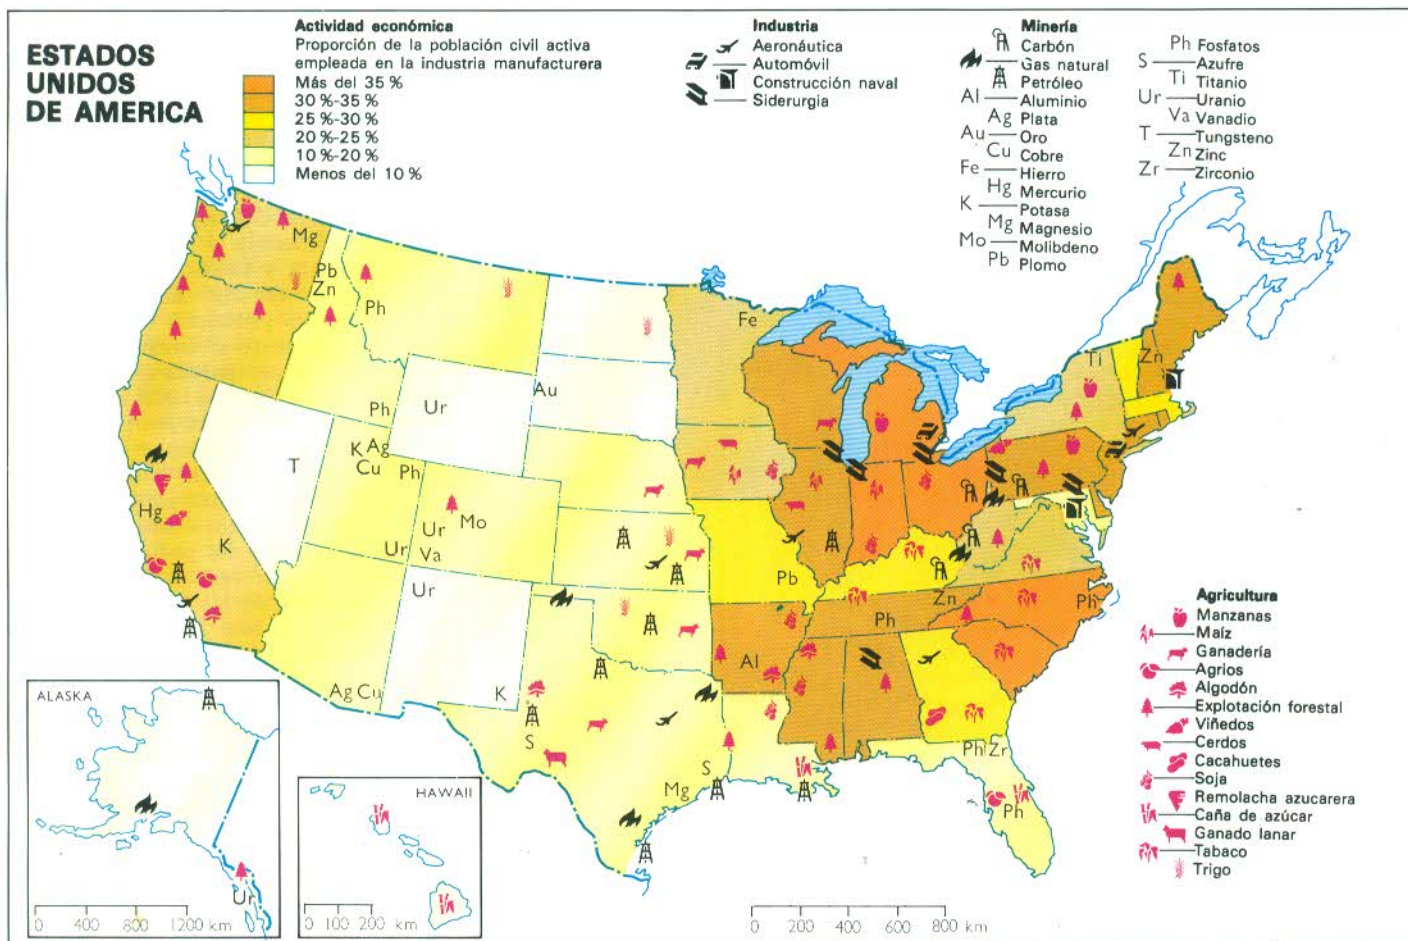 ESTADOS
UNIDOS
DE AMERICA
Actividad económica
Proporción de la población civil activa
empleada en la industria manufacturera
Más del 35 %
30 %-35 %
25 %-30 %
20 %-25 %
10 %-20 %
Menos del 10 %
Industria
Aeronáutica
Automóvil
Construcción naval
Siderurgia
Minería
Carbón
Gas natural
Petróleo
Al Aluminio
Ag Plata
Au Oro
Cu Cobre
Fe Hierro
Hg Mercurio
K Potasa
Mg Magnesio
Mo Molibdeno
Pb Plomo
Ph Fosfatos
S Azufre
Ti Titanio
Ur Uranio
Va Vanadio
T Tungsteno
Zn Zinc
Zr Zirconio
Mg
Pb
Zn
Ph
Fe
Ti
Zn
Au
Ph
Ur
K Ag
Cu
Ph
T
Hg
K
Ur
Mo
Ur
Va
Ur
Pb
Zn
Ph
Ph
Al
Ag Cu
K
S
S
Mg
Ph Zr
Ph
Agricultura
Manzanas
Maíz
Ganadería
Agrios
Algodón
Explotación forestal
Viñedos
Cerdos
Cacahuetes
Soja
Remolacha azucarera
Caña de azúcar
Ganado lanar
Tabaco
Trigo
ALASKA
Ur
0 400 800 1200 km
HAWAII
0 100 200 km
0 200 400 600 800 km